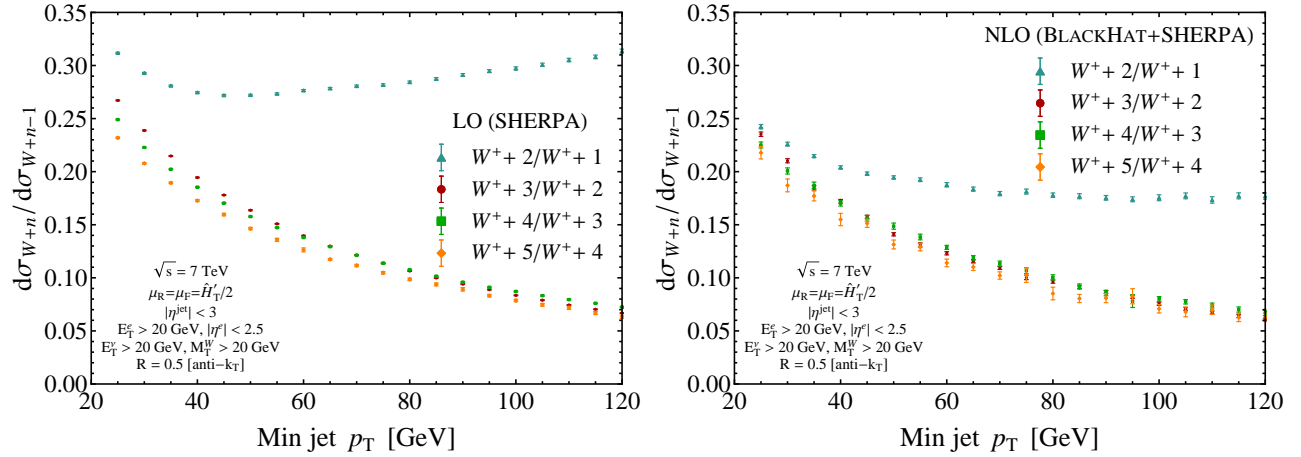 dσ_{W+n}/ dσ_{W+n−1}
0.35
0.30
0.25
0.20
0.15
0.10
0.05
0.00
LO (SHERPA)
W⁺ + 2/W⁺ + 1
W⁺ + 3/W⁺ + 2
W⁺ + 4/W⁺ + 3
W⁺ + 5/W⁺ + 4
√s = 7 TeV
μ_R=μ_F=Ĥ′_T/2
|η^jet| < 3
E_T^e > 20 GeV, |η^e| < 2.5
E_T^ν > 20 GeV, M_T^W > 20 GeV
R = 0.5 [anti−k_T]
20 40 60 80 100 120
Min jet p_T [GeV]
dσ_{W+n}/ dσ_{W+n−1}
0.35
0.30
0.25
0.20
0.15
0.10
0.05
0.00
NLO (BLACKHAT+SHERPA)
W⁺ + 2/W⁺ + 1
W⁺ + 3/W⁺ + 2
W⁺ + 4/W⁺ + 3
W⁺ + 5/W⁺ + 4
√s = 7 TeV
μ_R=μ_F=Ĥ′_T/2
|η^jet| < 3
E_T^e > 20 GeV, |η^e| < 2.5
E_T^ν > 20 GeV, M_T^W > 20 GeV
R = 0.5 [anti−k_T]
20 40 60 80 100 120
Min jet p_T [GeV]